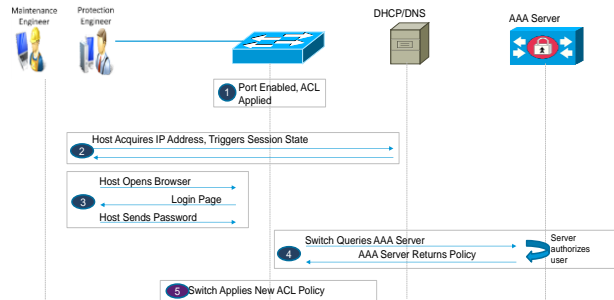 Maintenance
Engineer
Protection
Engineer
DHCP/DNS
AAA Server
1
Port Enabled, ACL
Applied
2
Host Acquires IP Address, Triggers Session State
3
Host Opens Browser
Login Page
Host Sends Password
4
Switch Queries AAA Server
AAA Server Returns Policy
Server
authorizes
user
5
Switch Applies New ACL Policy